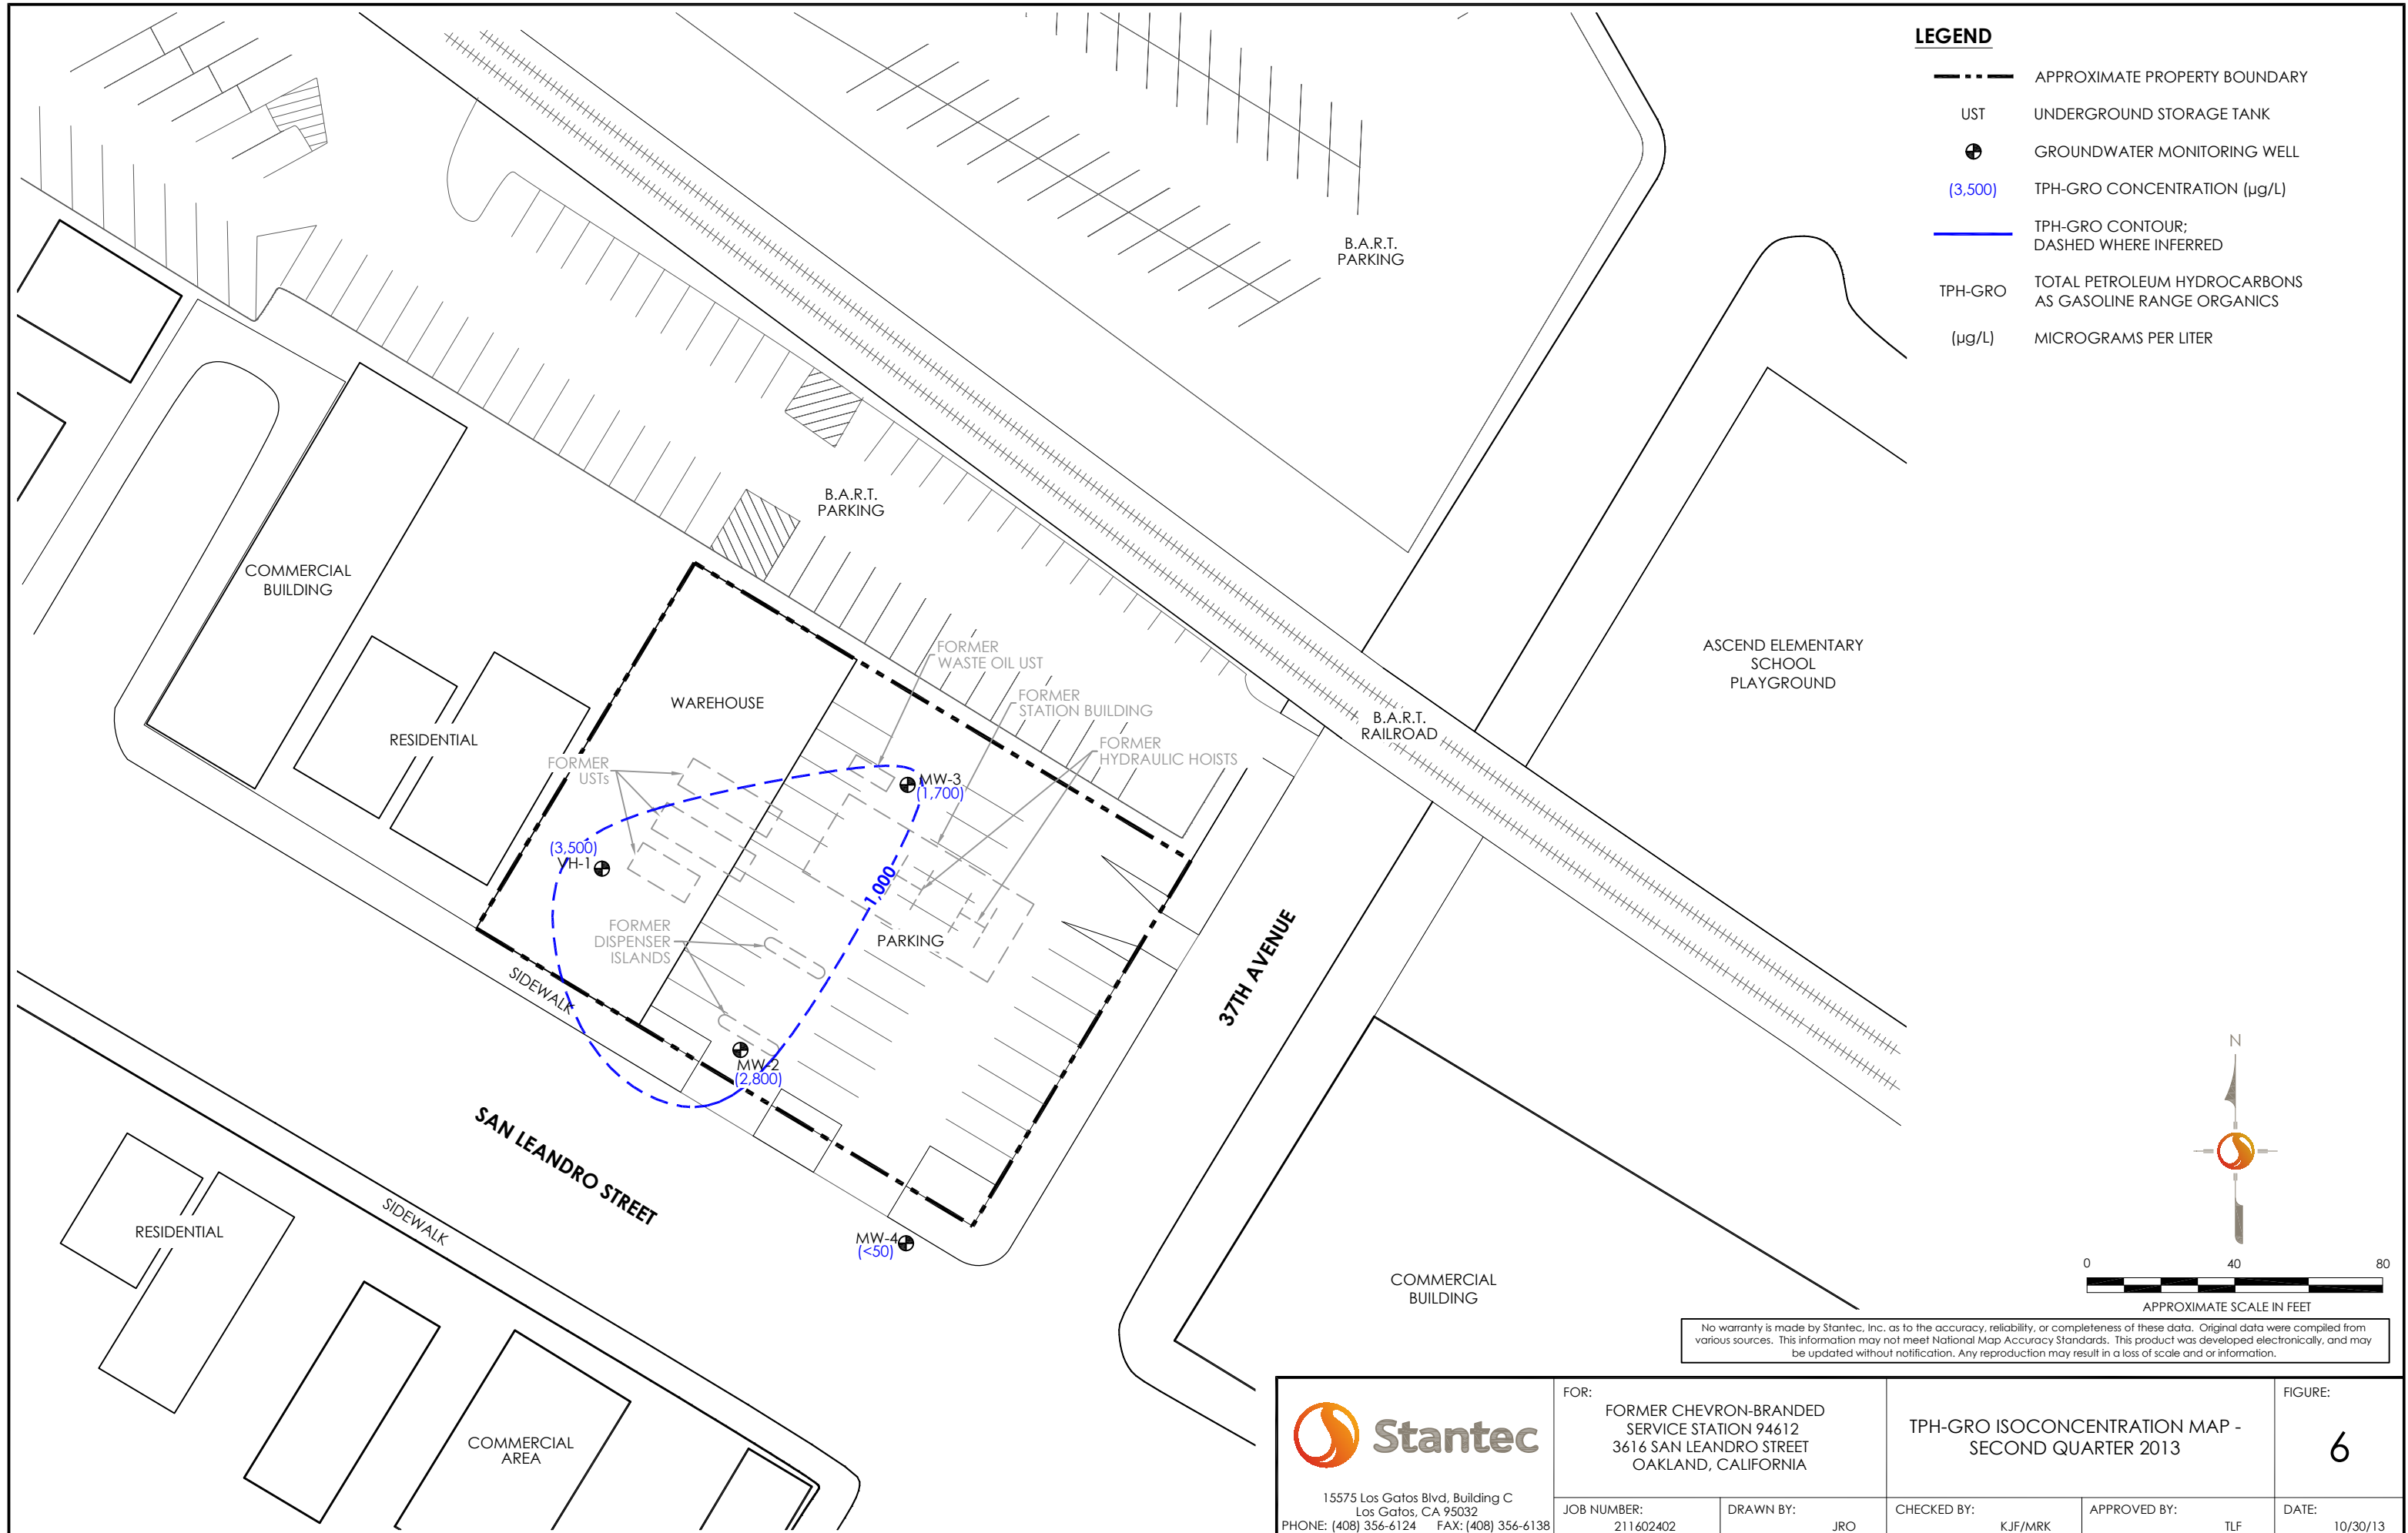 LEGEND
APPROXIMATE PROPERTY BOUNDARY
UST UNDERGROUND STORAGE TANK
GROUNDWATER MONITORING WELL
(3,500) TPH-GRO CONCENTRATION (µg/L)
TPH-GRO CONTOUR;
DASHED WHERE INFERRED
TPH-GRO TOTAL PETROLEUM HYDROCARBONS
AS GASOLINE RANGE ORGANICS
(µg/L) MICROGRAMS PER LITER
B.A.R.T.
PARKING
B.A.R.T.
PARKING
COMMERCIAL
BUILDING
RESIDENTIAL
WAREHOUSE
FORMER
WASTE OIL UST
FORMER
STATION BUILDING
FORMER
HYDRAULIC HOISTS
B.A.R.T.
RAILROAD
ASCEND ELEMENTARY
SCHOOL
PLAYGROUND
FORMER
USTs
MW-3
(1,700)
(3,500)
VH-1
1,000
FORMER
DISPENSER
ISLANDS
PARKING
SIDEWALK
37TH AVENUE
MW-2
(2,800)
SAN LEANDRO STREET
MW-4
(<50)
RESIDENTIAL
SIDEWALK
COMMERCIAL
BUILDING
COMMERCIAL
AREA
N
0 40 80
APPROXIMATE SCALE IN FEET
No warranty is made by Stantec, Inc. as to the accuracy, reliability, or completeness of these data. Original data were compiled from
various sources. This information may not meet National Map Accuracy Standards. This product was developed electronically, and may
be updated without notification. Any reproduction may result in a loss of scale and or information.
Stantec
15575 Los Gatos Blvd, Building C
Los Gatos, CA 95032
PHONE: (408) 356-6124 FAX: (408) 356-6138
FOR:
FORMER CHEVRON-BRANDED
SERVICE STATION 94612
3616 SAN LEANDRO STREET
OAKLAND, CALIFORNIA
TPH-GRO ISOCONCENTRATION MAP -
SECOND QUARTER 2013
FIGURE:
6
JOB NUMBER:
211602402
DRAWN BY:
JRO
CHECKED BY:
KJF/MRK
APPROVED BY:
TLF
DATE:
10/30/13